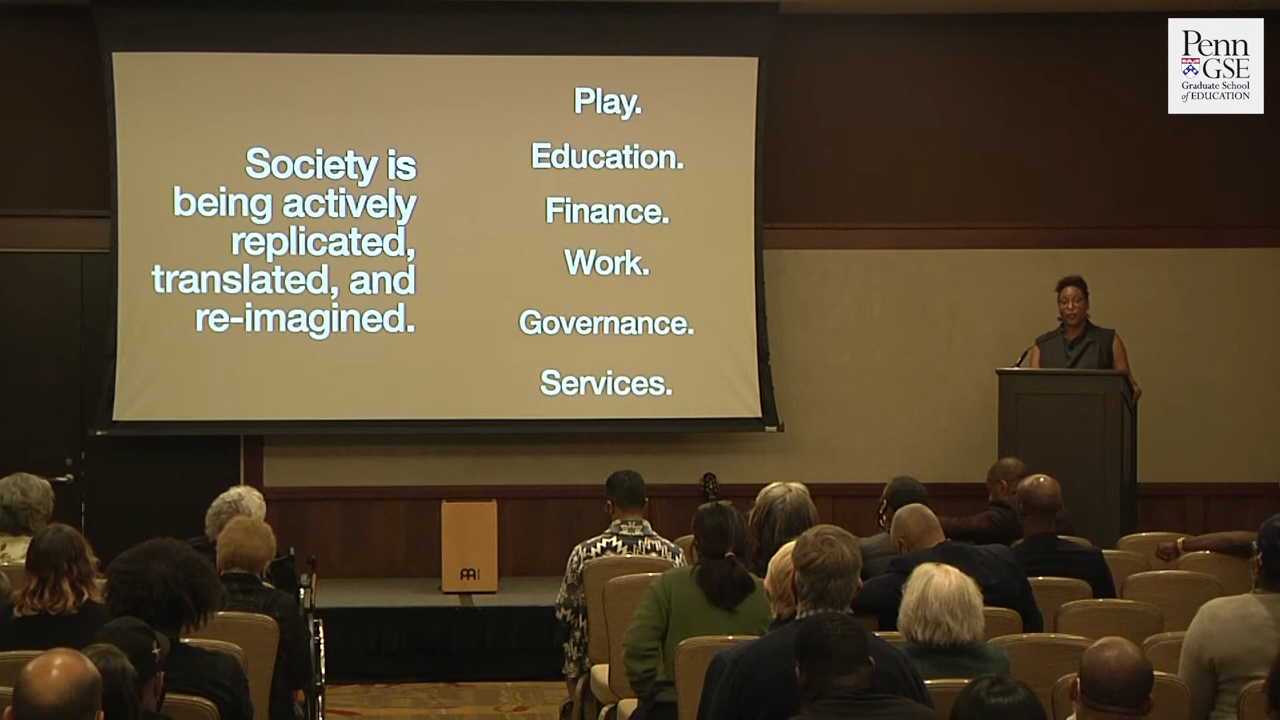 Society is
being actively
replicated,
translated, and
re-imagined.
Play.
Education.
Finance.
Work.
Governance.
Services.
Penn
GSE
Graduate School
of EDUCATION